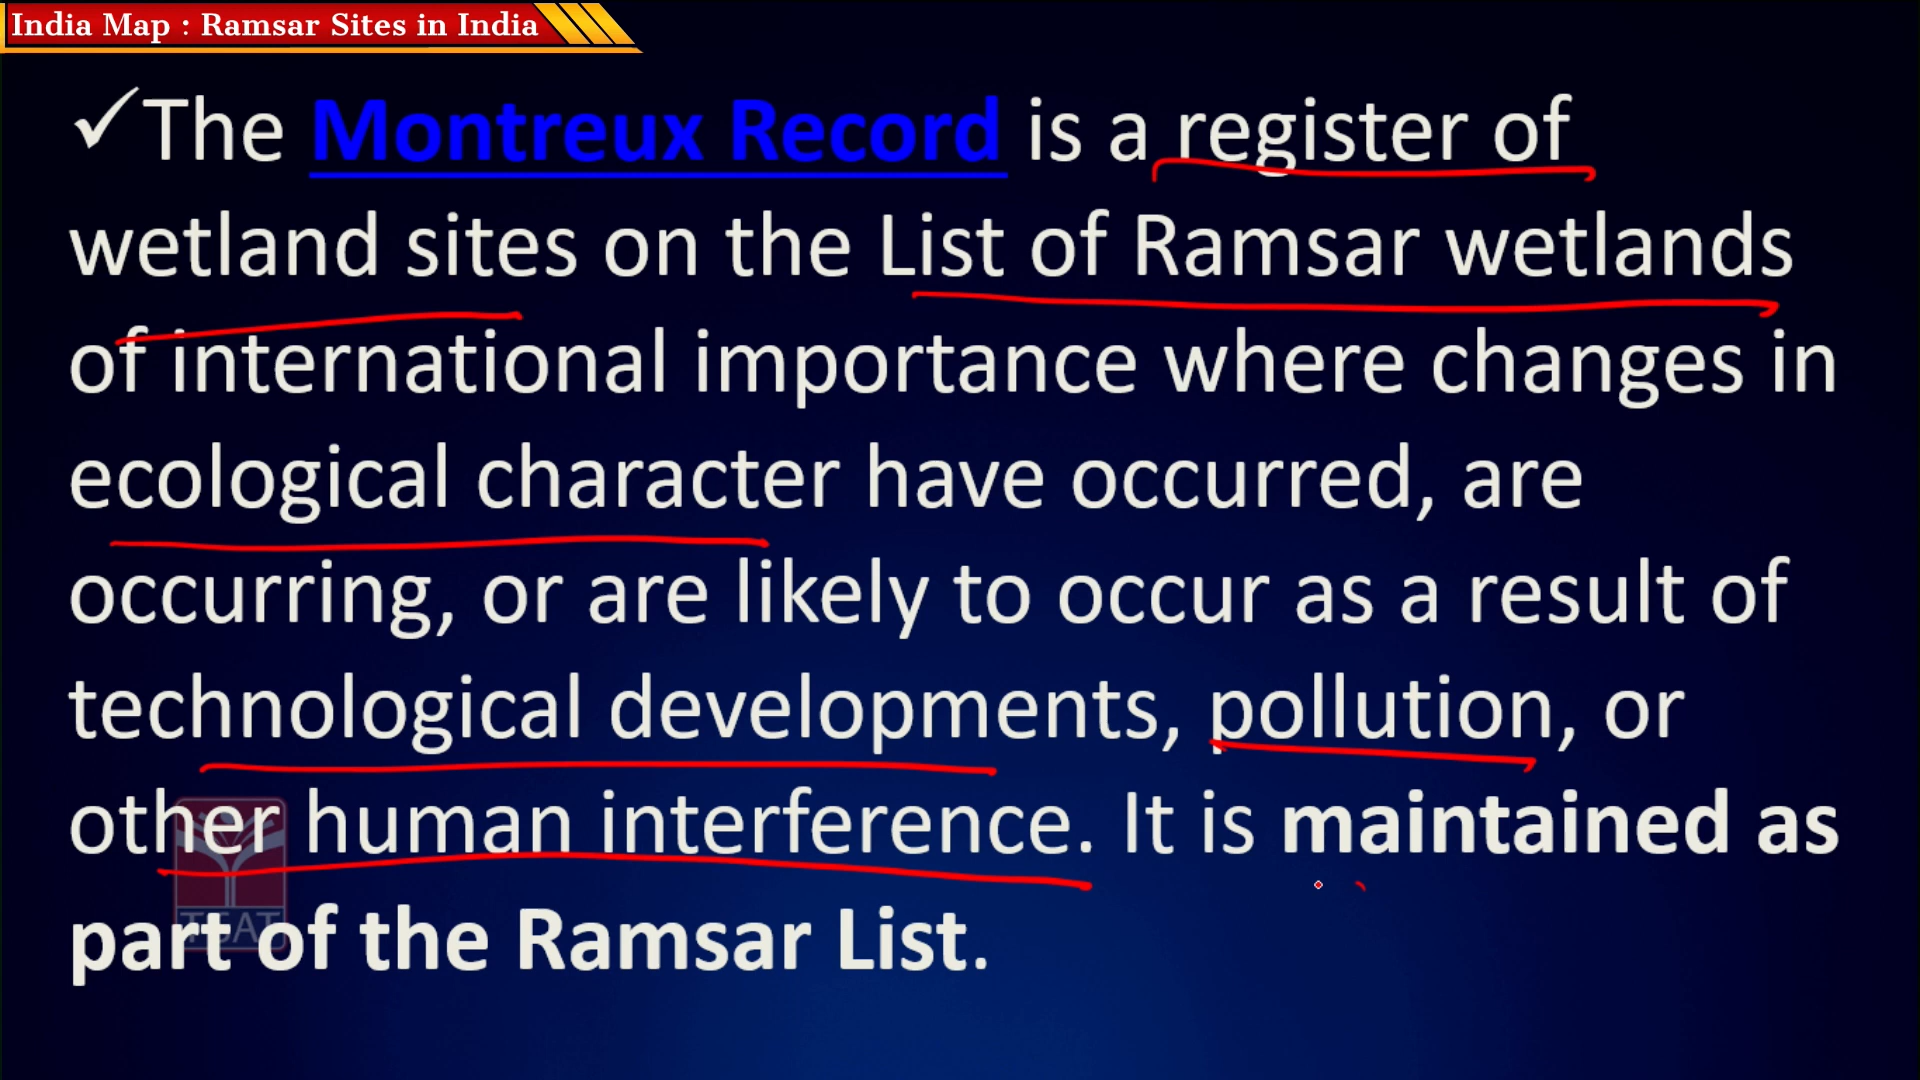 India Map : Ramsar Sites in India
✓The Montreux Record is a register of
wetland sites on the List of Ramsar wetlands
of international importance where changes in
ecological character have occurred, are
occurring, or are likely to occur as a result of
technological developments, pollution, or
other human interference. It is maintained as
part of the Ramsar List.
TSAT